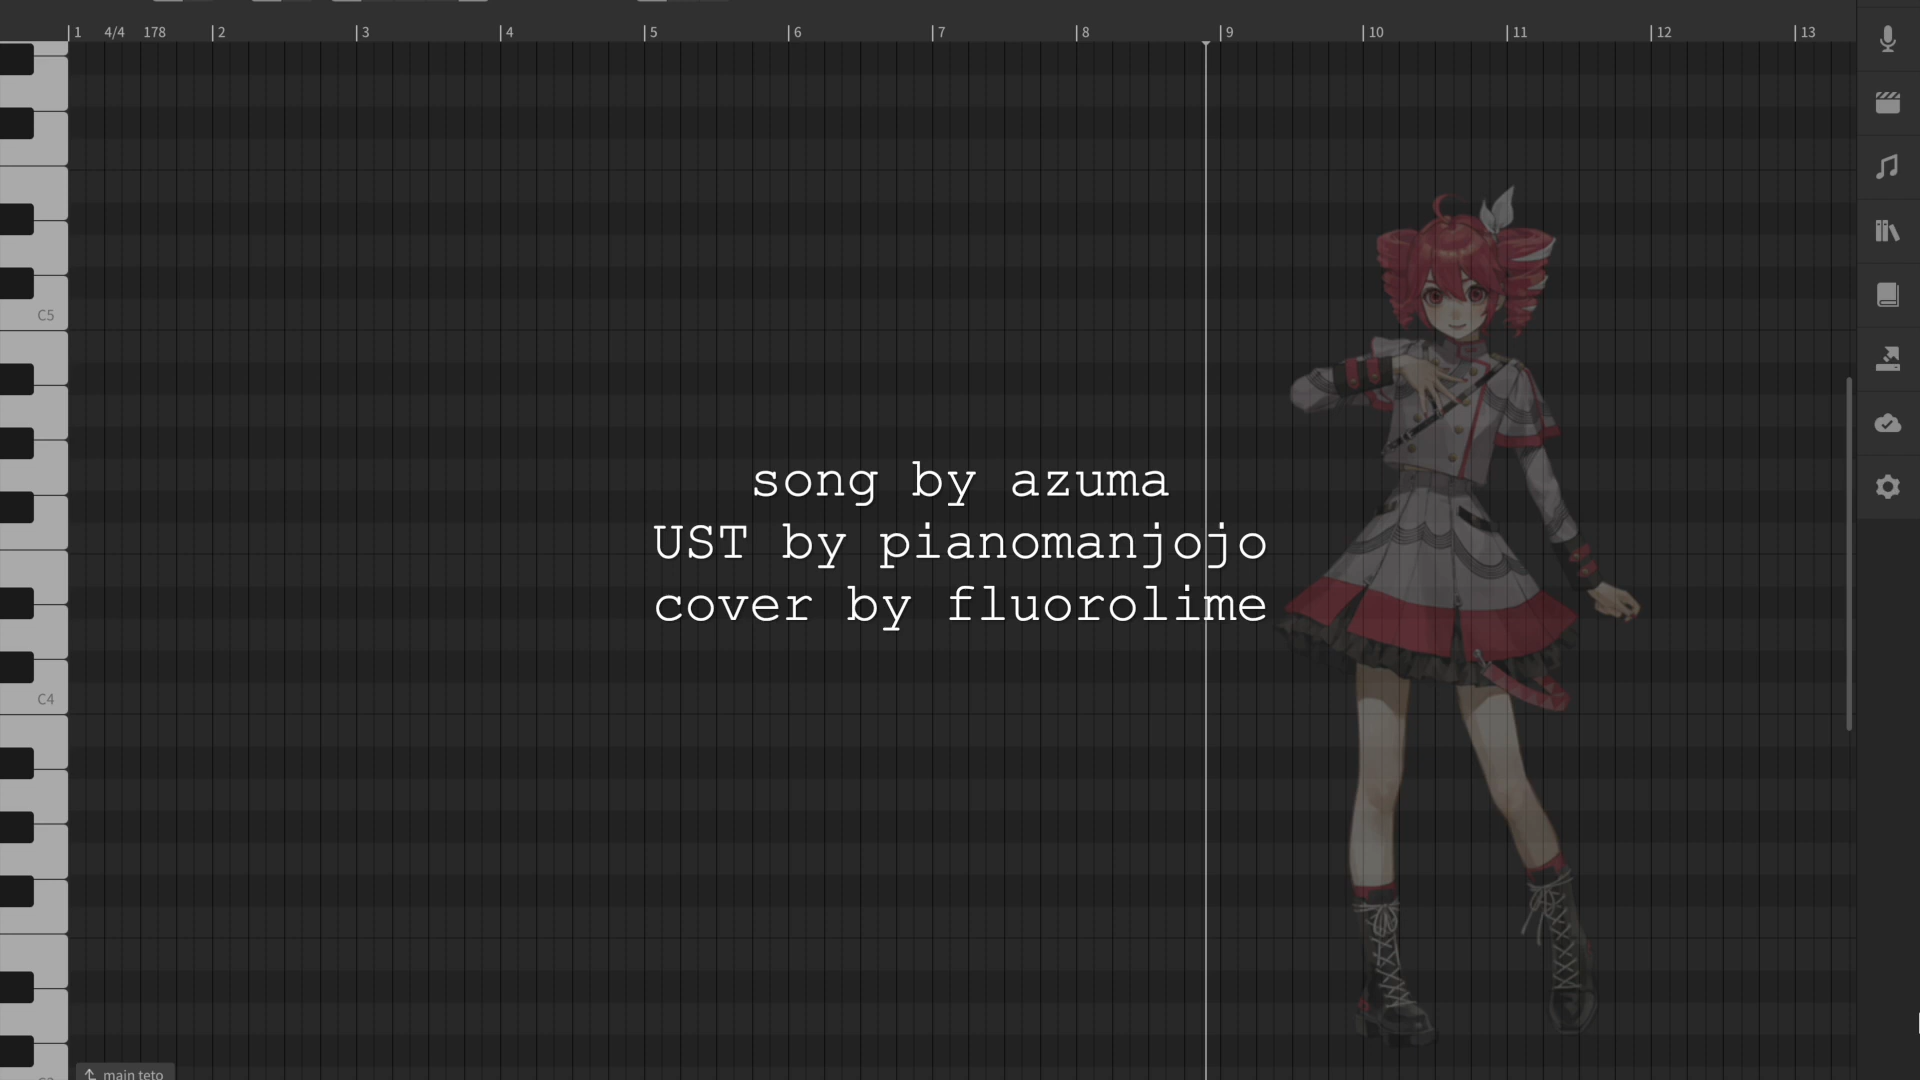 1 4/4 178 2 3 4 5 6 7 8 9 10 11 12 13
C5
song by azuma
UST by pianomanjojo
cover by fluorolime
C4
main teto